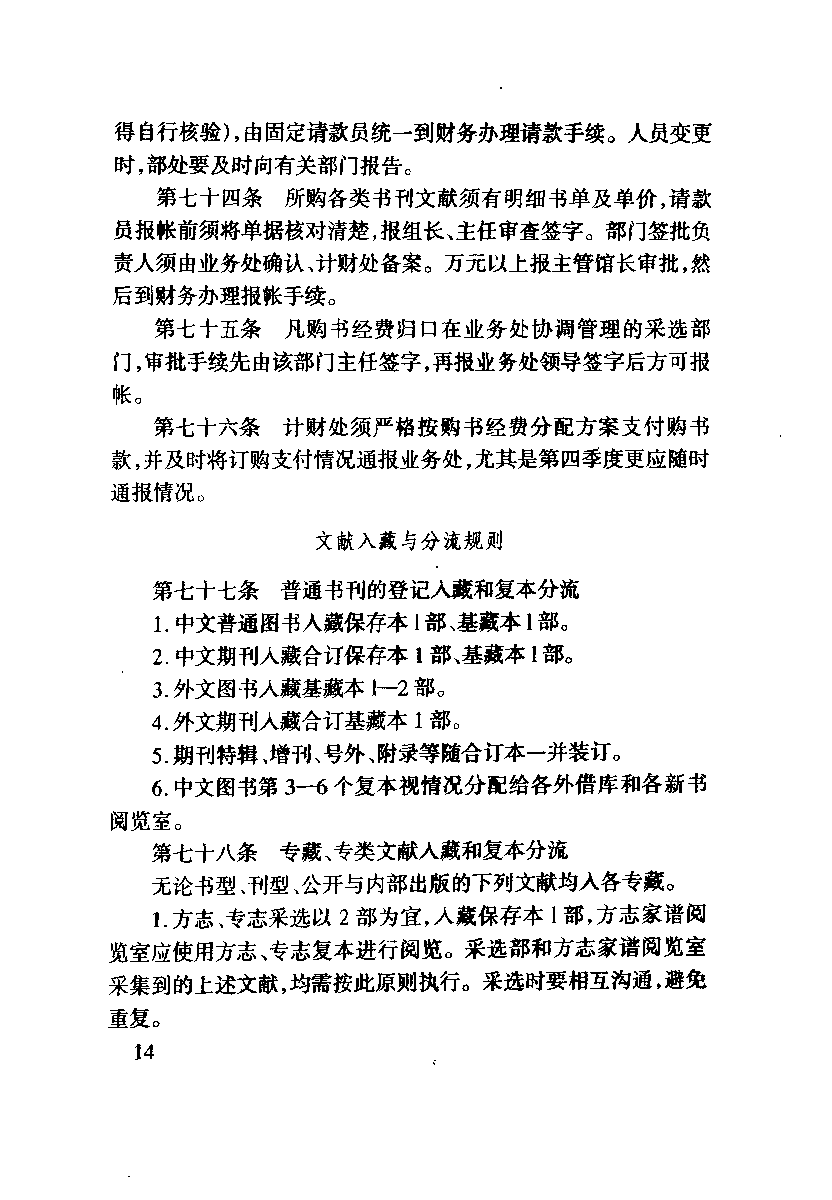 得自行核验),由固定请款员统一到财务办理请款手续。人员变更
时,部处要及时向有关部门报告。
第七十四条　所购各类书刊文献须有明细书单及单价,请款
员报帐前须将单据核对清楚,报组长、主任审查签字。部门签批负
责人须由业务处确认、计财处备案。万元以上报主管馆长审批,然
后到财务办理报帐手续。
第七十五条　凡购书经费归口在业务处协调管理的采选部
门,审批手续先由该部门主任签字,再报业务处领导签字后方可报
帐。
第七十六条　计财处须严格按购书经费分配方案支付购书
款,并及时将订购支付情况通报业务处,尤其是第四季度更应随时
通报情况。
文献入藏与分流规则
第七十七条　普通书刊的登记入藏和复本分流
1.中文普通图书入藏保存本1部、基藏本1部。
2.中文期刊入藏合订保存本1部、基藏本1部。
3.外文图书入藏基藏本1—2部。
4.外文期刊入藏合订基藏本1部。
5.期刊特辑、增刊、号外、附录等随合订本一并装订。
6.中文图书第3—6个复本视情况分配给各外借库和各新书
阅览室。
第七十八条　专藏、专类文献入藏和复本分流
无论书型、刊型、公开与内部出版的下列文献均入各专藏。
1.方志、专志采选以2部为宜,入藏保存本1部,方志家谱阅
览室应使用方志、专志复本进行阅览。采选部和方志家谱阅览室
采集到的上述文献,均需按此原则执行。采选时要相互沟通,避免
重复。
14